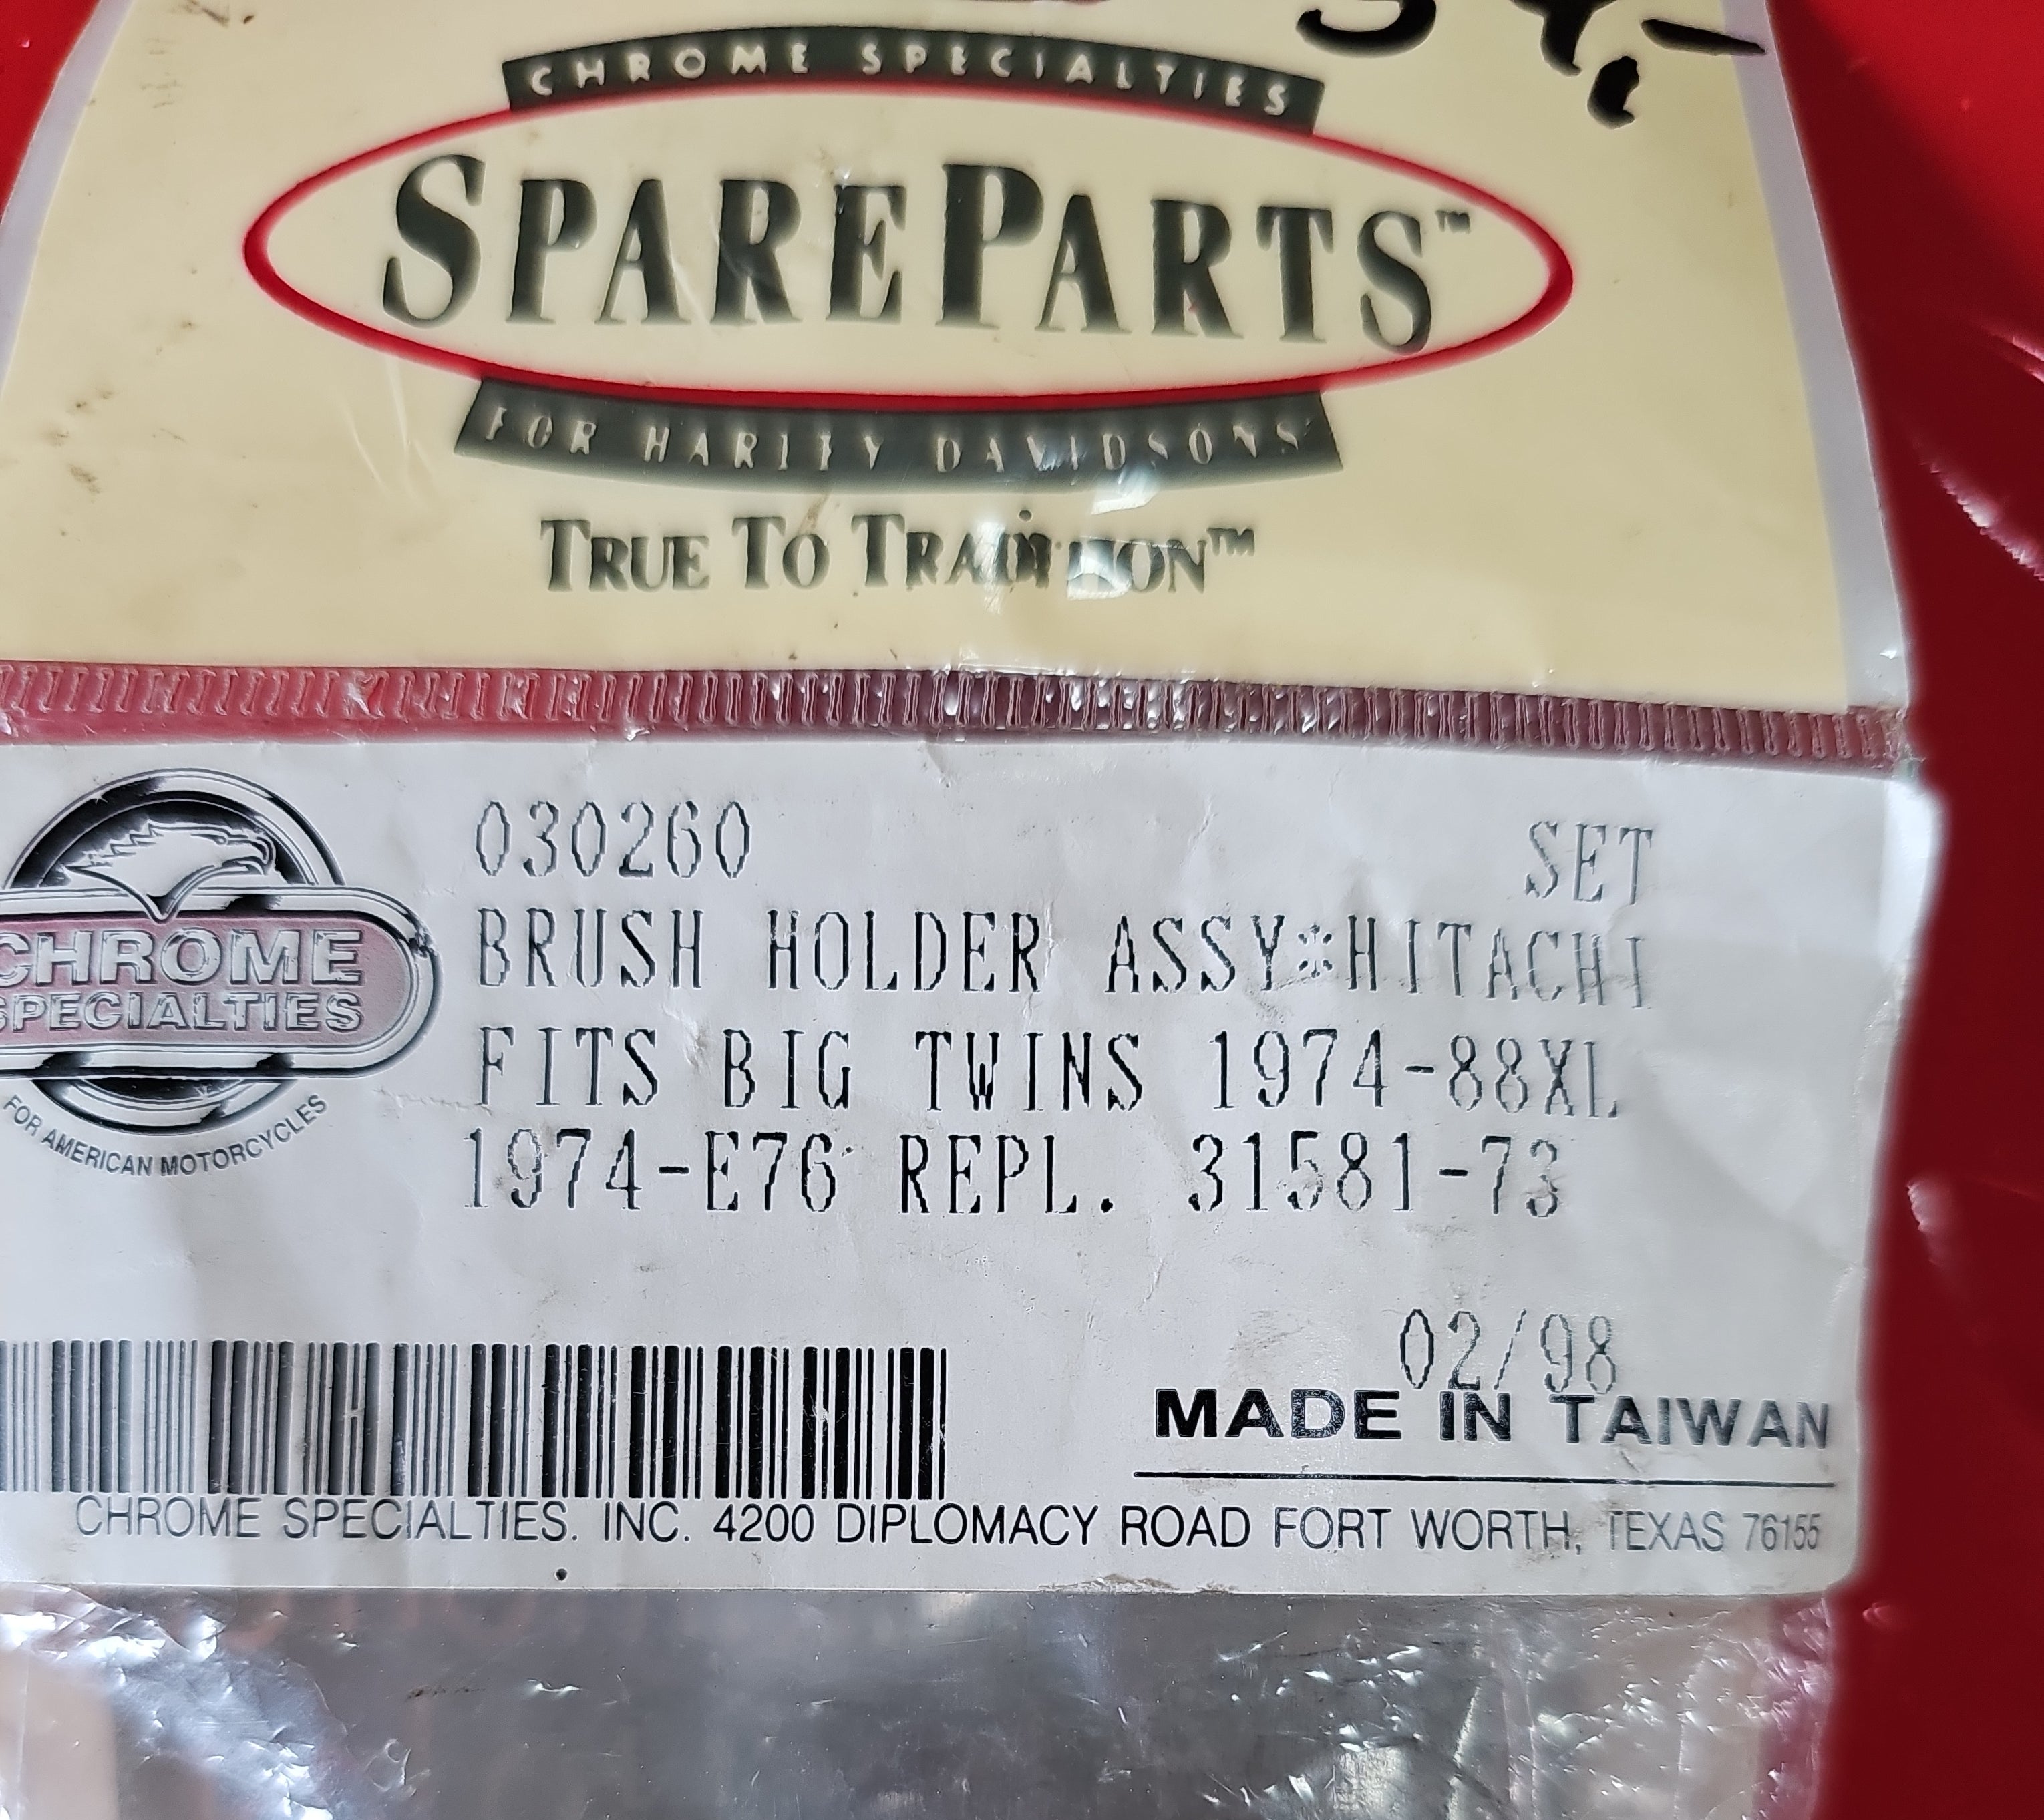 CHROME SPECIALTIES
SPAREPARTS™
FOR HARLEY DAVIDSONS
TRUE TO TRADITION™
030260 SET
BRUSH HOLDER ASSY*HITACHI
FITS BIG TWINS 1974-88XL
1974-E76 REPL. 31581-73
CHROME
SPECIALTIES
FOR AMERICAN MOTORCYCLES
02/98
MADE IN TAIWAN
CHROME SPECIALTIES. INC. 4200 DIPLOMACY ROAD FORT WORTH, TEXAS 76155